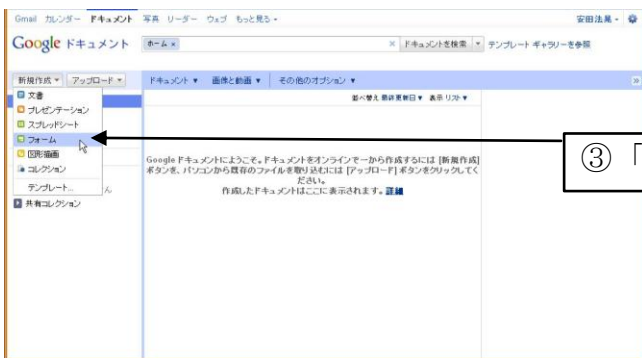 Gmail カレンダー ドキュメント 写真 リーダー ウェブ もっと見る
安田法晃
Google ドキュメント
ホーム ×
× ドキュメントを検索 テンプレート ギャラリーを参照
新規作成 アップロード
ドキュメント 画像と動画 その他のオプション
並べ替え 最終更新日 表示 リスト
文書
プレゼンテーション
スプレッドシート
フォーム
図形描画
コレクション
テンプレート...
ん
共有コレクション
Google ドキュメントにようこそ。ドキュメントをオンラインで一から作成するには [新規作成]
ボタンを、パソコンから既存のファイルを取り込むには [アップロード] ボタンをクリックしてく
ださい。
作成したドキュメントはここに表示されます。詳細
③「